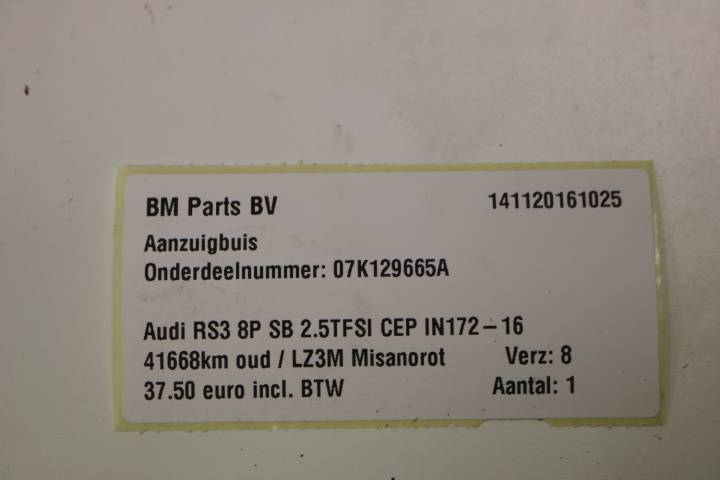 BM Parts BV 141120161025
Aanzuigbuis
Onderdeelnummer: 07K129665A
Audi RS3 8P SB 2.5TFSI CEP IN172-16
41668km oud / LZ3M Misanorot Verz: 8
37.50 euro incl. BTW Aantal: 1